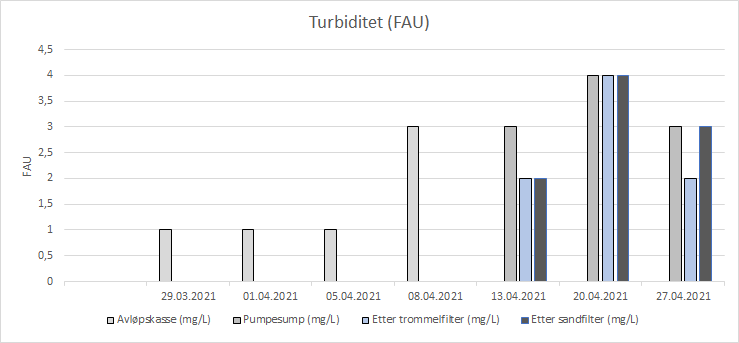 Turbiditet (FAU)
4,5
4
3,5
3
2,5
2
1,5
1
0,5
0
FAU
29.03.2021 01.04.2021 05.04.2021 08.04.2021 13.04.2021 20.04.2021 27.04.2021
Avløpskasse (mg/L) Pumpesump (mg/L) Etter trommelfilter (mg/L) Etter sandfilter (mg/L)